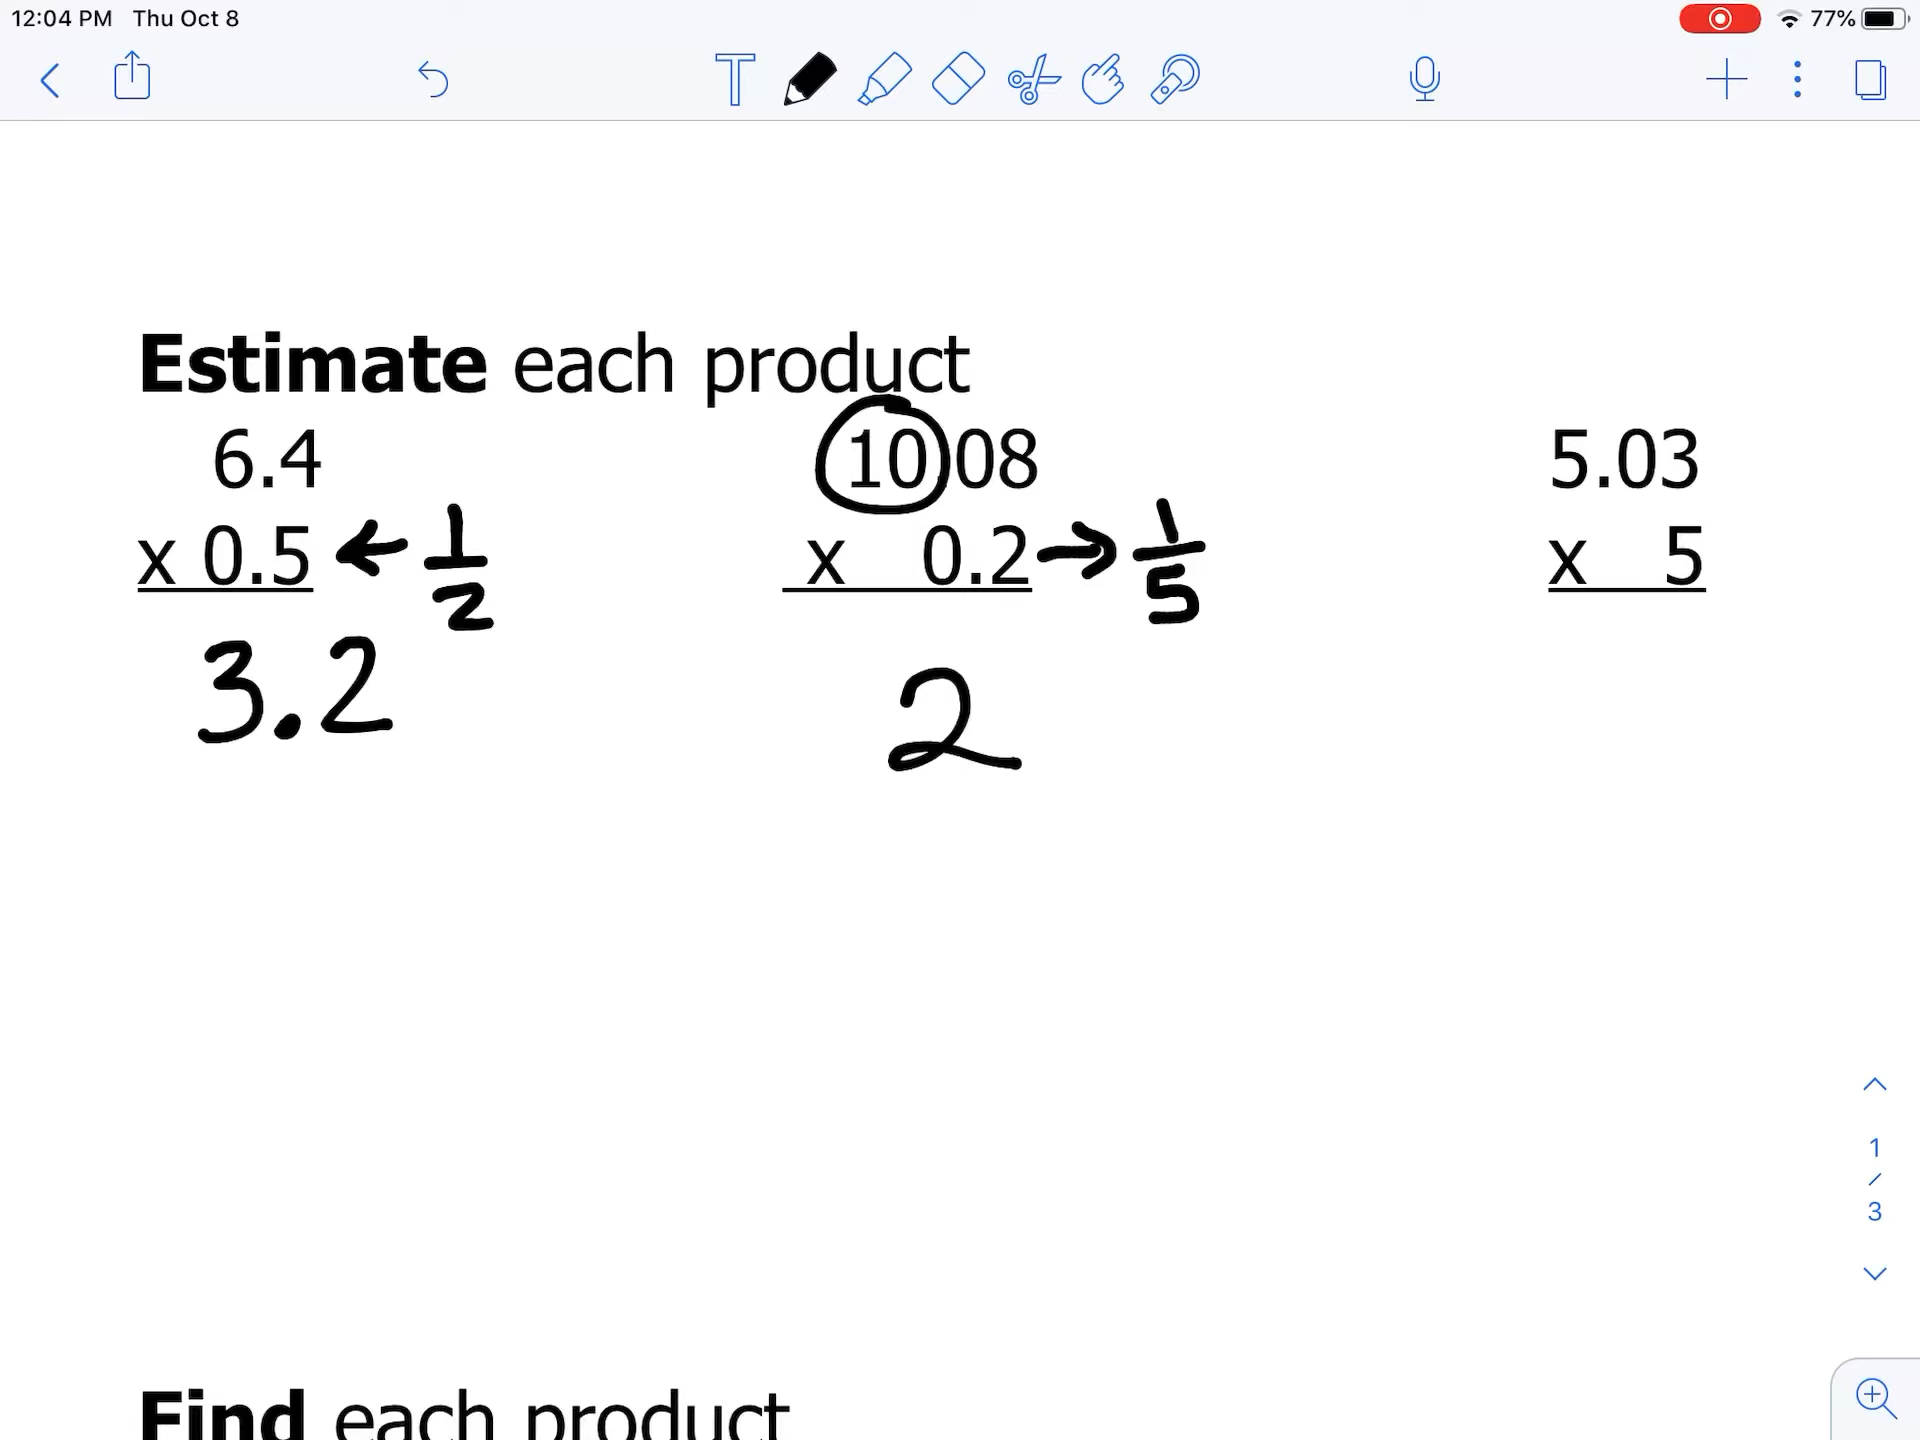 12:04 PM Thu Oct 8 77%
T
Estimate each product
6.4 10.08 5.03
x 0.5 ← 1/2 x 0.2 → 1/5 x 5
3.2 2
1
/
3
Find each product